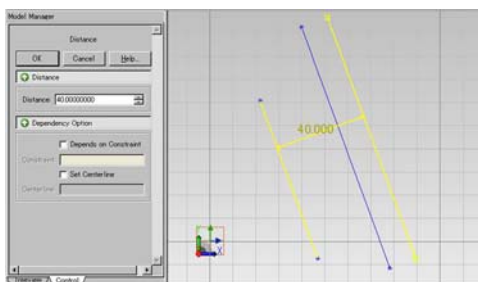 Model Manager
Distance
OK Cancel Help...
Distance
Distance 40.00000000
Dependency Option
Depends on Constraint
Constraint
Set Centerline
Centerline
Control
40.000
X